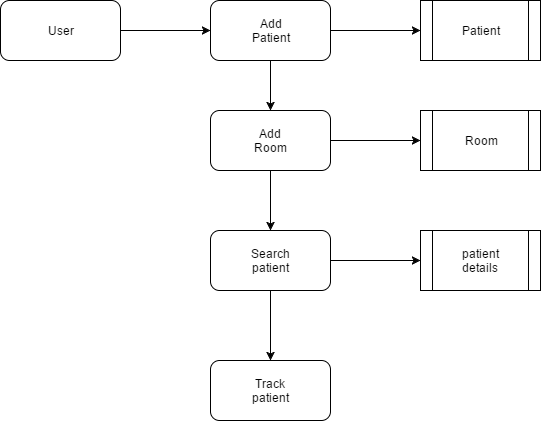 User
Add
Patient
Patient
Add
Room
Room
Search
patient
patient
details
Track
patient